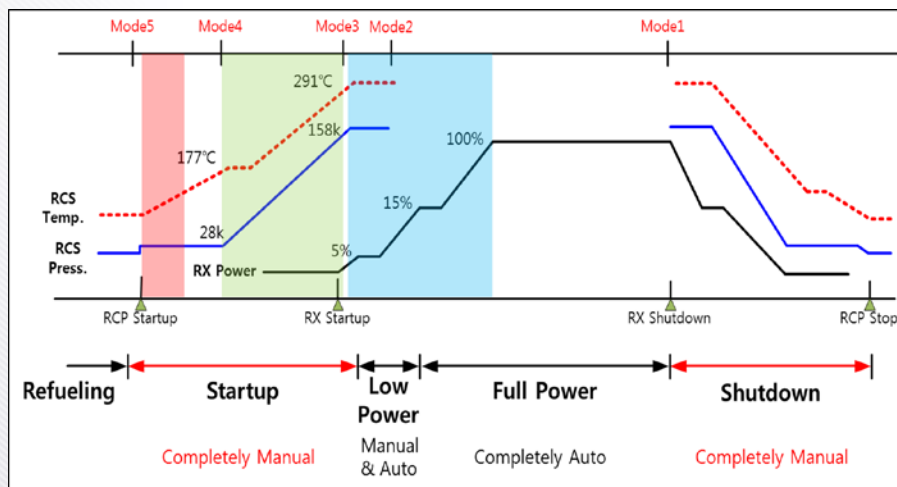 Mode5 Mode4 Mode3 Mode2 Mode1
291℃
158k
177℃
100%
15%
RCS
Temp.
28k
RCS
Press.
5%
RX Power
RCP Startup RX Startup RX Shutdown RCP Stop
Refueling Startup Low
Power Full Power Shutdown
Completely Manual Manual
& Auto Completely Auto Completely Manual